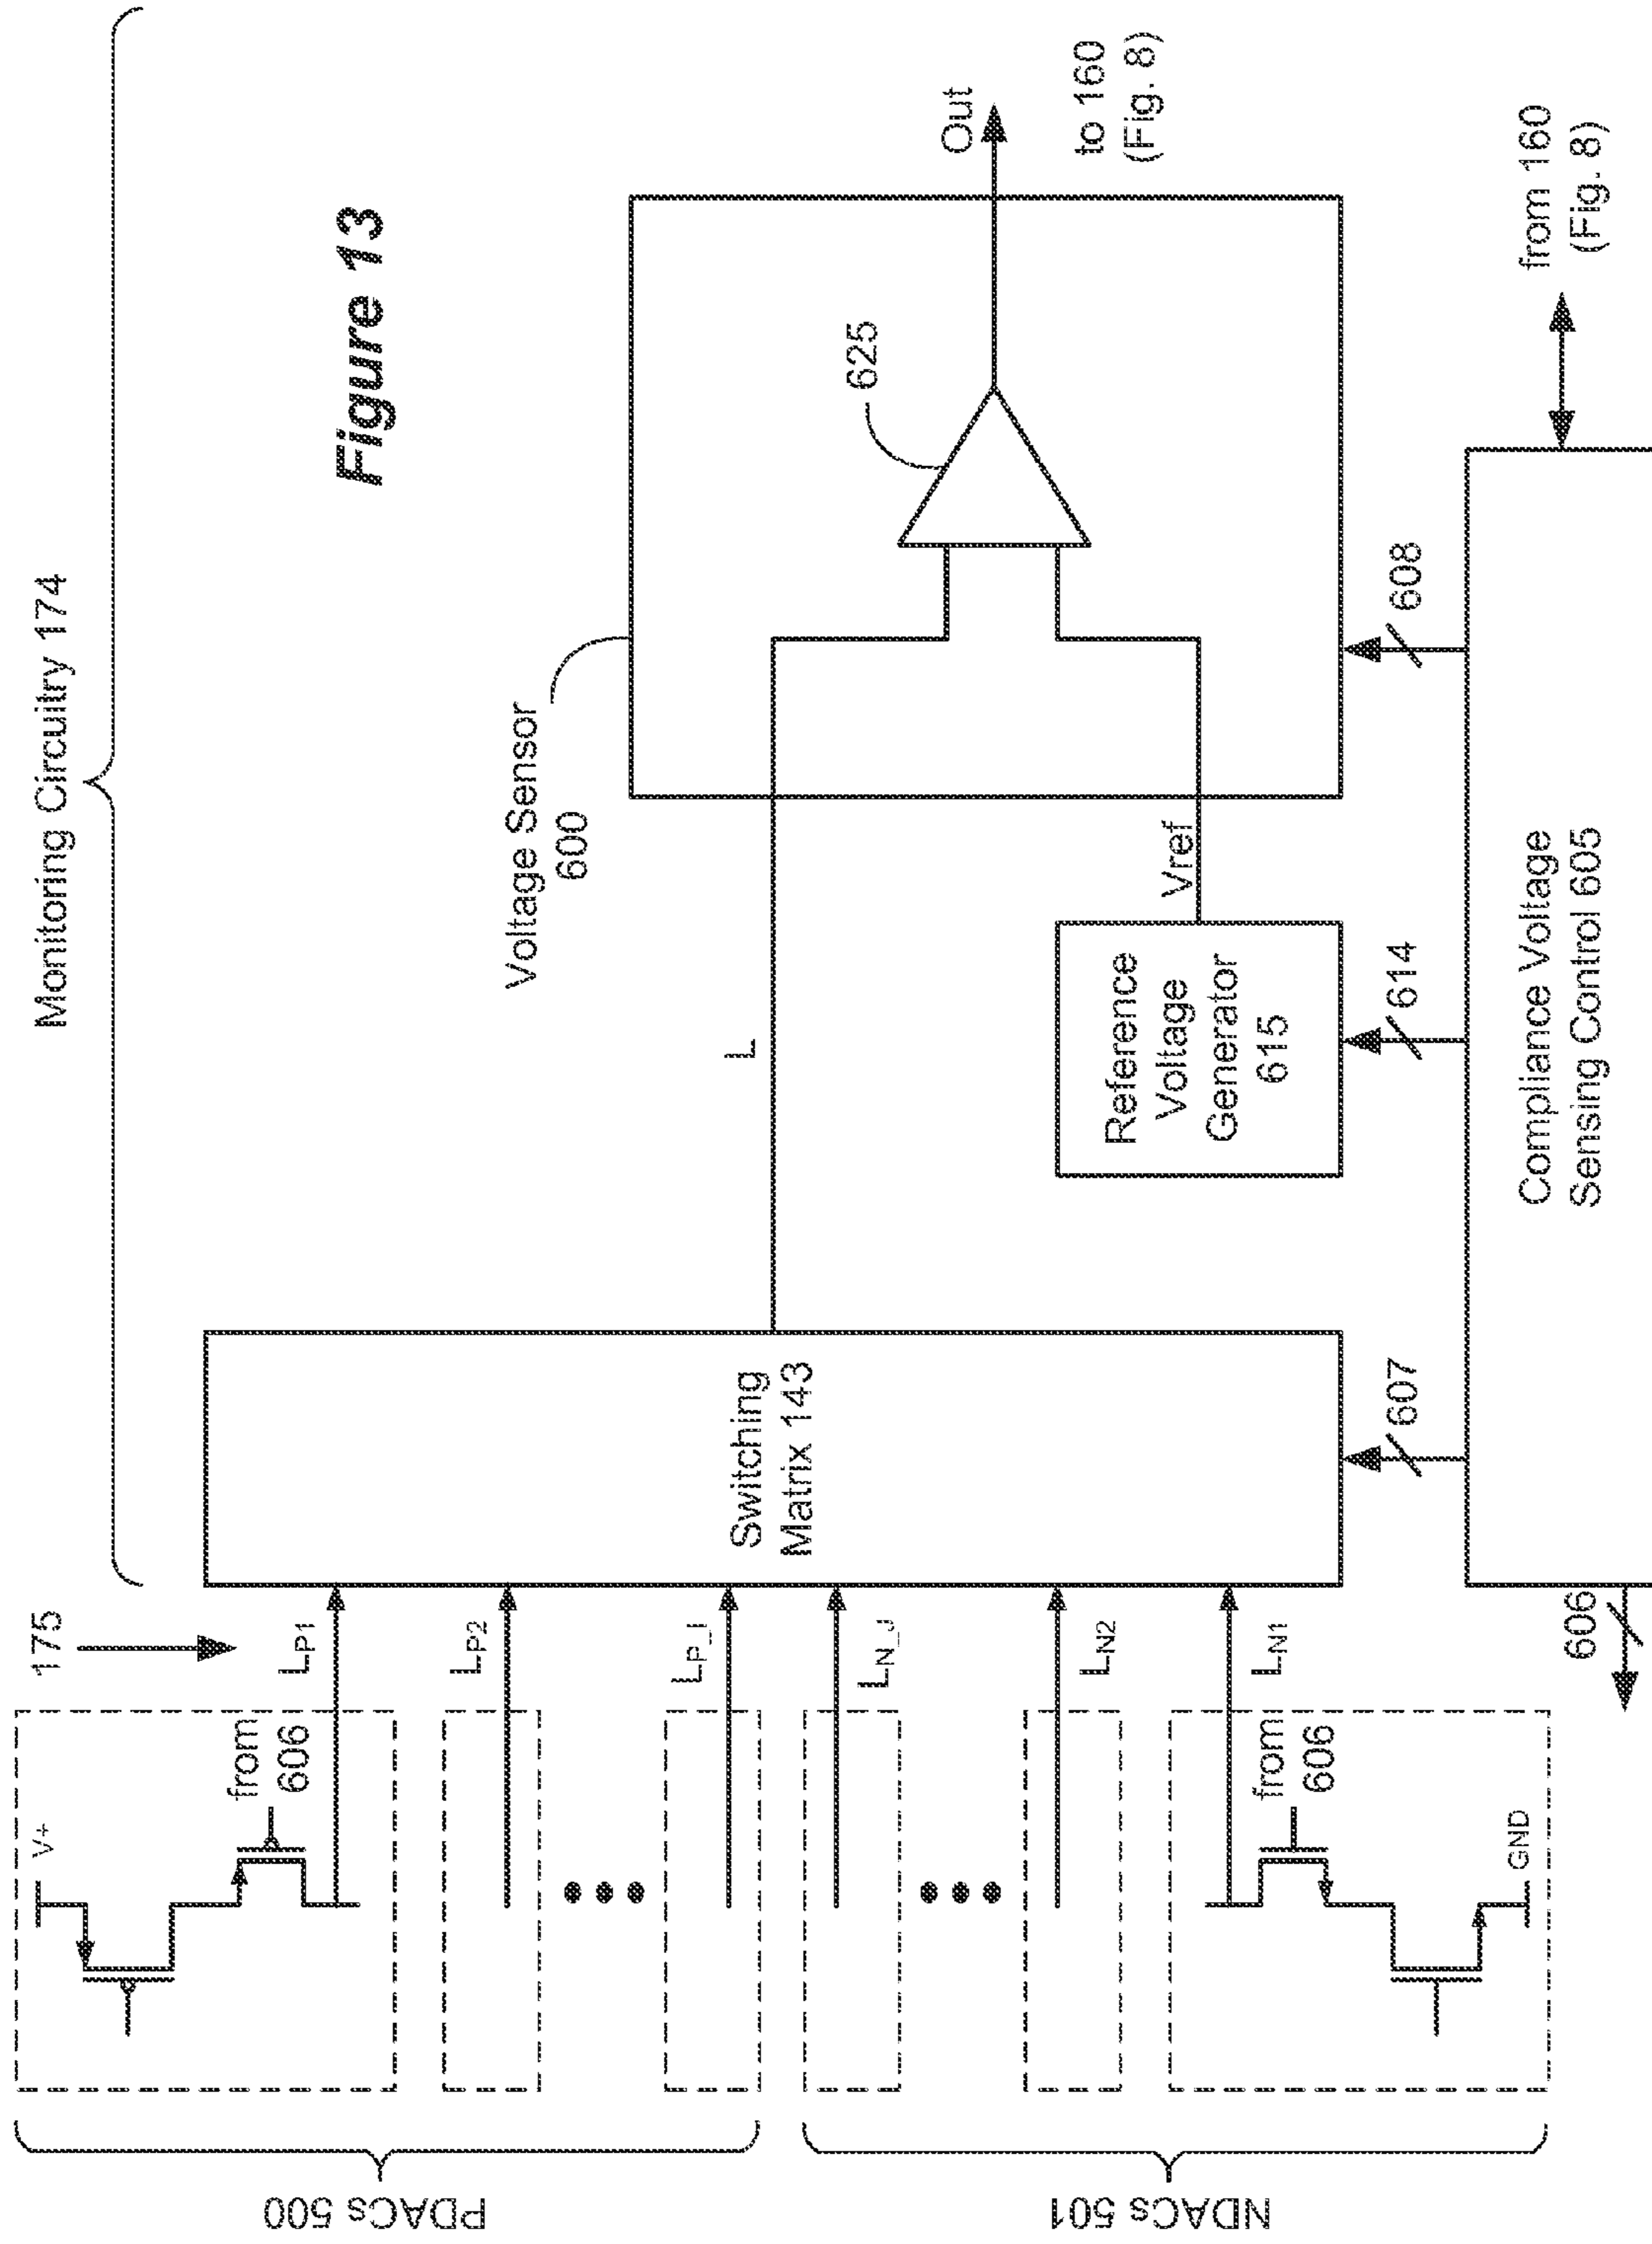 Monitoring Circuitry 174
Figure 13
175
PDACs 500
V+
from
606
LP1
LP2
LP_I
NDACs 501
LN_J
LN2
LN1
from
606
GND
606
Switching
Matrix 143
607
L
Reference
Voltage
Generator
615
614
Vref
Voltage Sensor
600
625
608
Out
to 160
(Fig. 8)
Compliance Voltage
Sensing Control 605
from 160
(Fig. 8)